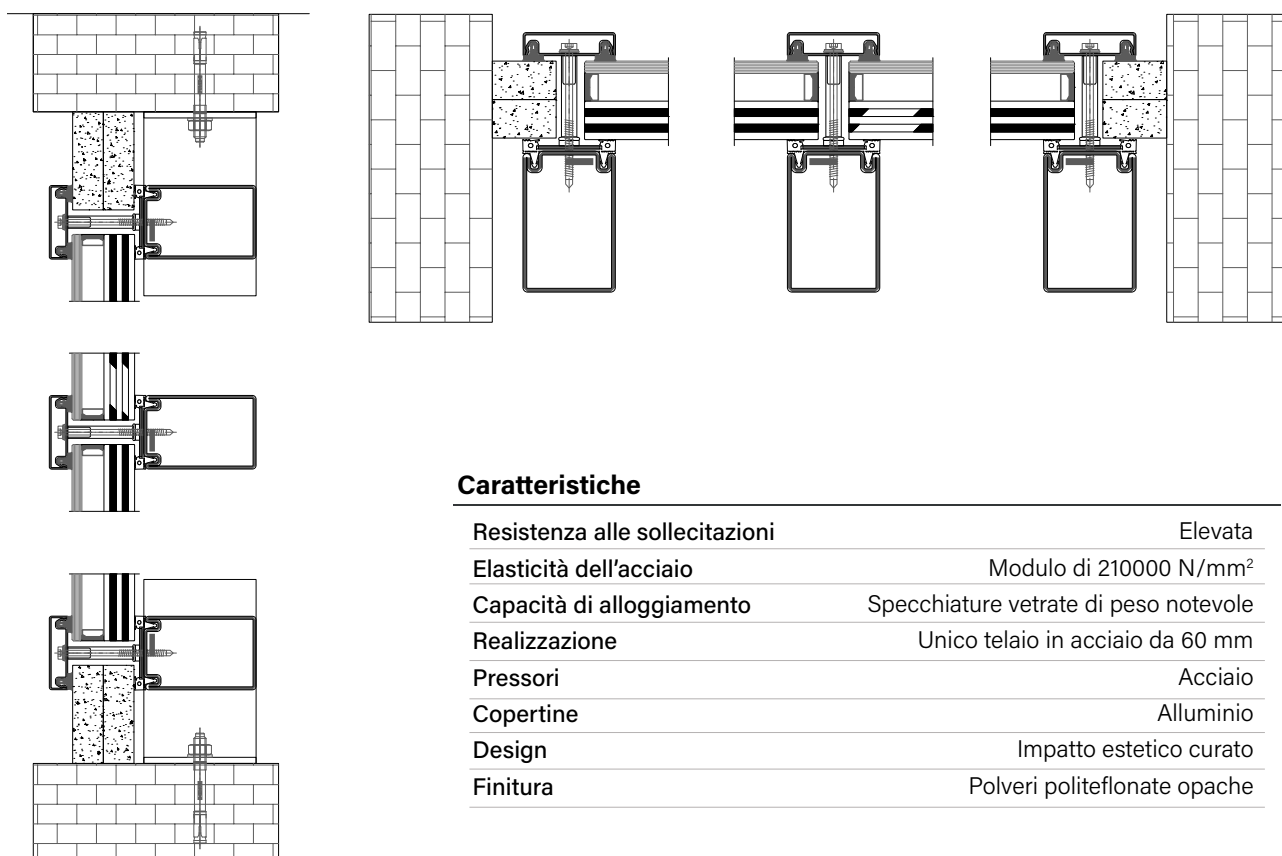 Caratteristiche
Resistenza alle sollecitazioni Elevata
Elasticità dell'acciaio Modulo di 210000 N/mm²
Capacità di alloggiamento Specchiature vetrate di peso notevole
Realizzazione Unico telaio in acciaio da 60 mm
Pressori Acciaio
Copertine Alluminio
Design Impatto estetico curato
Finitura Polveri politeflonate opache